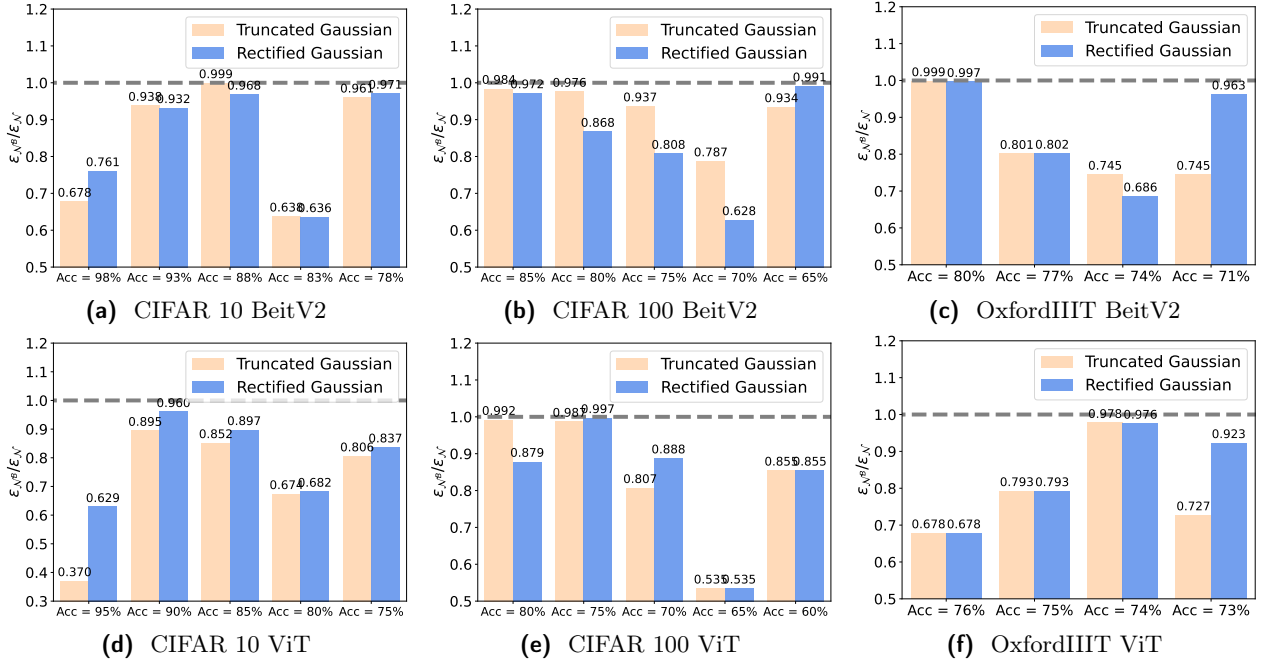 1.2
1.1
1.0
0.9
0.8
0.7
0.6
0.5
ε_𝒩ᴮ/ε_𝒩
Truncated Gaussian
Rectified Gaussian
0.678 0.761 0.938 0.932 0.999 0.968 0.638 0.636 0.961 0.971
Acc = 98% Acc = 93% Acc = 88% Acc = 83% Acc = 78%
(a) CIFAR 10 BeitV2
1.2
1.1
1.0
0.9
0.8
0.7
0.6
0.5
ε_𝒩ᴮ/ε_𝒩
Truncated Gaussian
Rectified Gaussian
0.984 0.972 0.976 0.868 0.937 0.808 0.787 0.628 0.934 0.991
Acc = 85% Acc = 80% Acc = 75% Acc = 70% Acc = 65%
(b) CIFAR 100 BeitV2
1.2
1.1
1.0
0.9
0.8
0.7
0.6
0.5
ε_𝒩ᴮ/ε_𝒩
Truncated Gaussian
Rectified Gaussian
0.999 0.997 0.801 0.802 0.745 0.686 0.745 0.963
Acc = 80% Acc = 77% Acc = 74% Acc = 71%
(c) OxfordIIIT BeitV2
1.2
1.1
1.0
0.9
0.8
0.7
0.6
0.5
0.4
0.3
ε_𝒩ᴮ/ε_𝒩
Truncated Gaussian
Rectified Gaussian
0.370 0.629 0.895 0.960 0.852 0.897 0.674 0.682 0.806 0.837
Acc = 95% Acc = 90% Acc = 85% Acc = 80% Acc = 75%
(d) CIFAR 10 ViT
1.2
1.1
1.0
0.9
0.8
0.7
0.6
0.5
ε_𝒩ᴮ/ε_𝒩
Truncated Gaussian
Rectified Gaussian
0.992 0.879 0.987 0.997 0.807 0.888 0.535 0.535 0.855 0.855
Acc = 80% Acc = 75% Acc = 70% Acc = 65% Acc = 60%
(e) CIFAR 100 ViT
1.2
1.1
1.0
0.9
0.8
0.7
0.6
0.5
ε_𝒩ᴮ/ε_𝒩
Truncated Gaussian
Rectified Gaussian
0.678 0.678 0.793 0.793 0.978 0.976 0.727 0.923
Acc = 76% Acc = 75% Acc = 74% Acc = 73%
(f) OxfordIIIT ViT